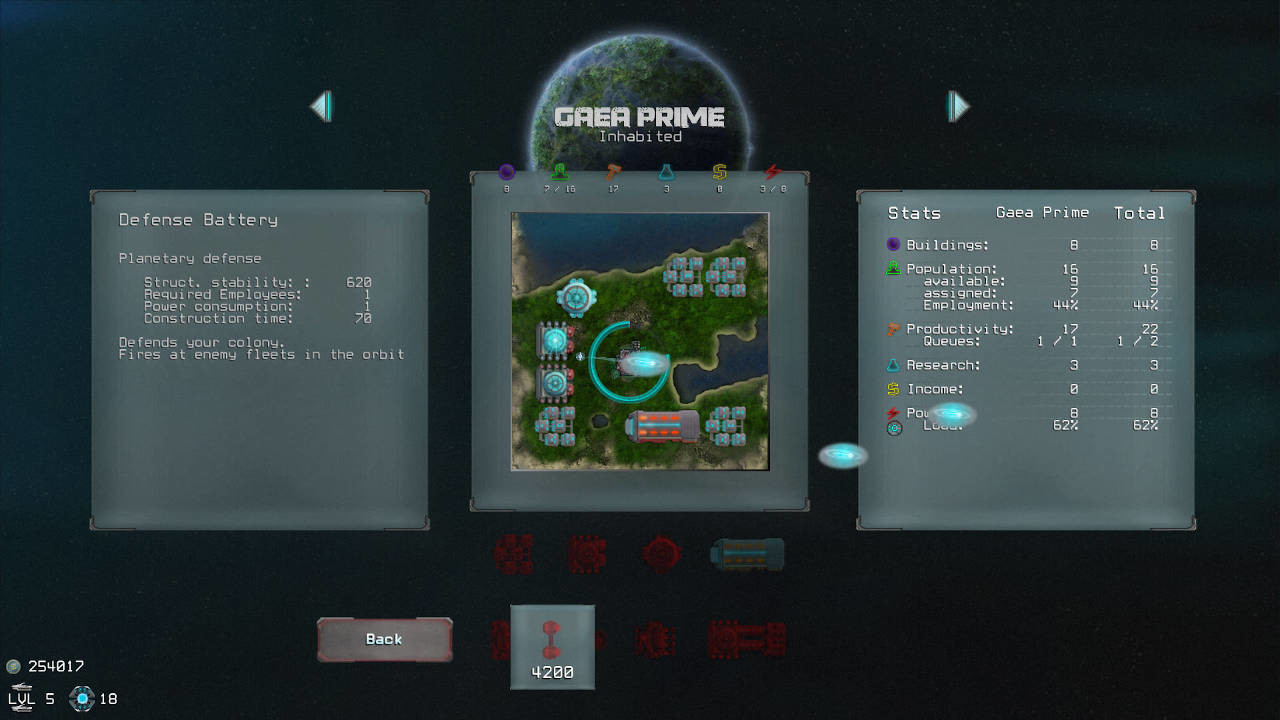 GAEA PRIME
Inhabited
8 7 / 16 17 3 0 3 / 8
Defense Battery
Planetary defense
Struct. stability: : 620
Required Employees: 1
Power consumption: 1
Construction time: 70
Defends your colony.
Fires at enemy fleets in the orbit
Stats Gaea Prime Total
Buildings: 8 8
Population: 16 16
available: 9 9
assigned: 7 7
Employment: 44% 44%
Productivity: 17 22
Queues: 1 / 1 1 / 2
Research: 3 3
Income: 0 0
8 8
62% 62%
Back
4200
254017
LVL 5 18